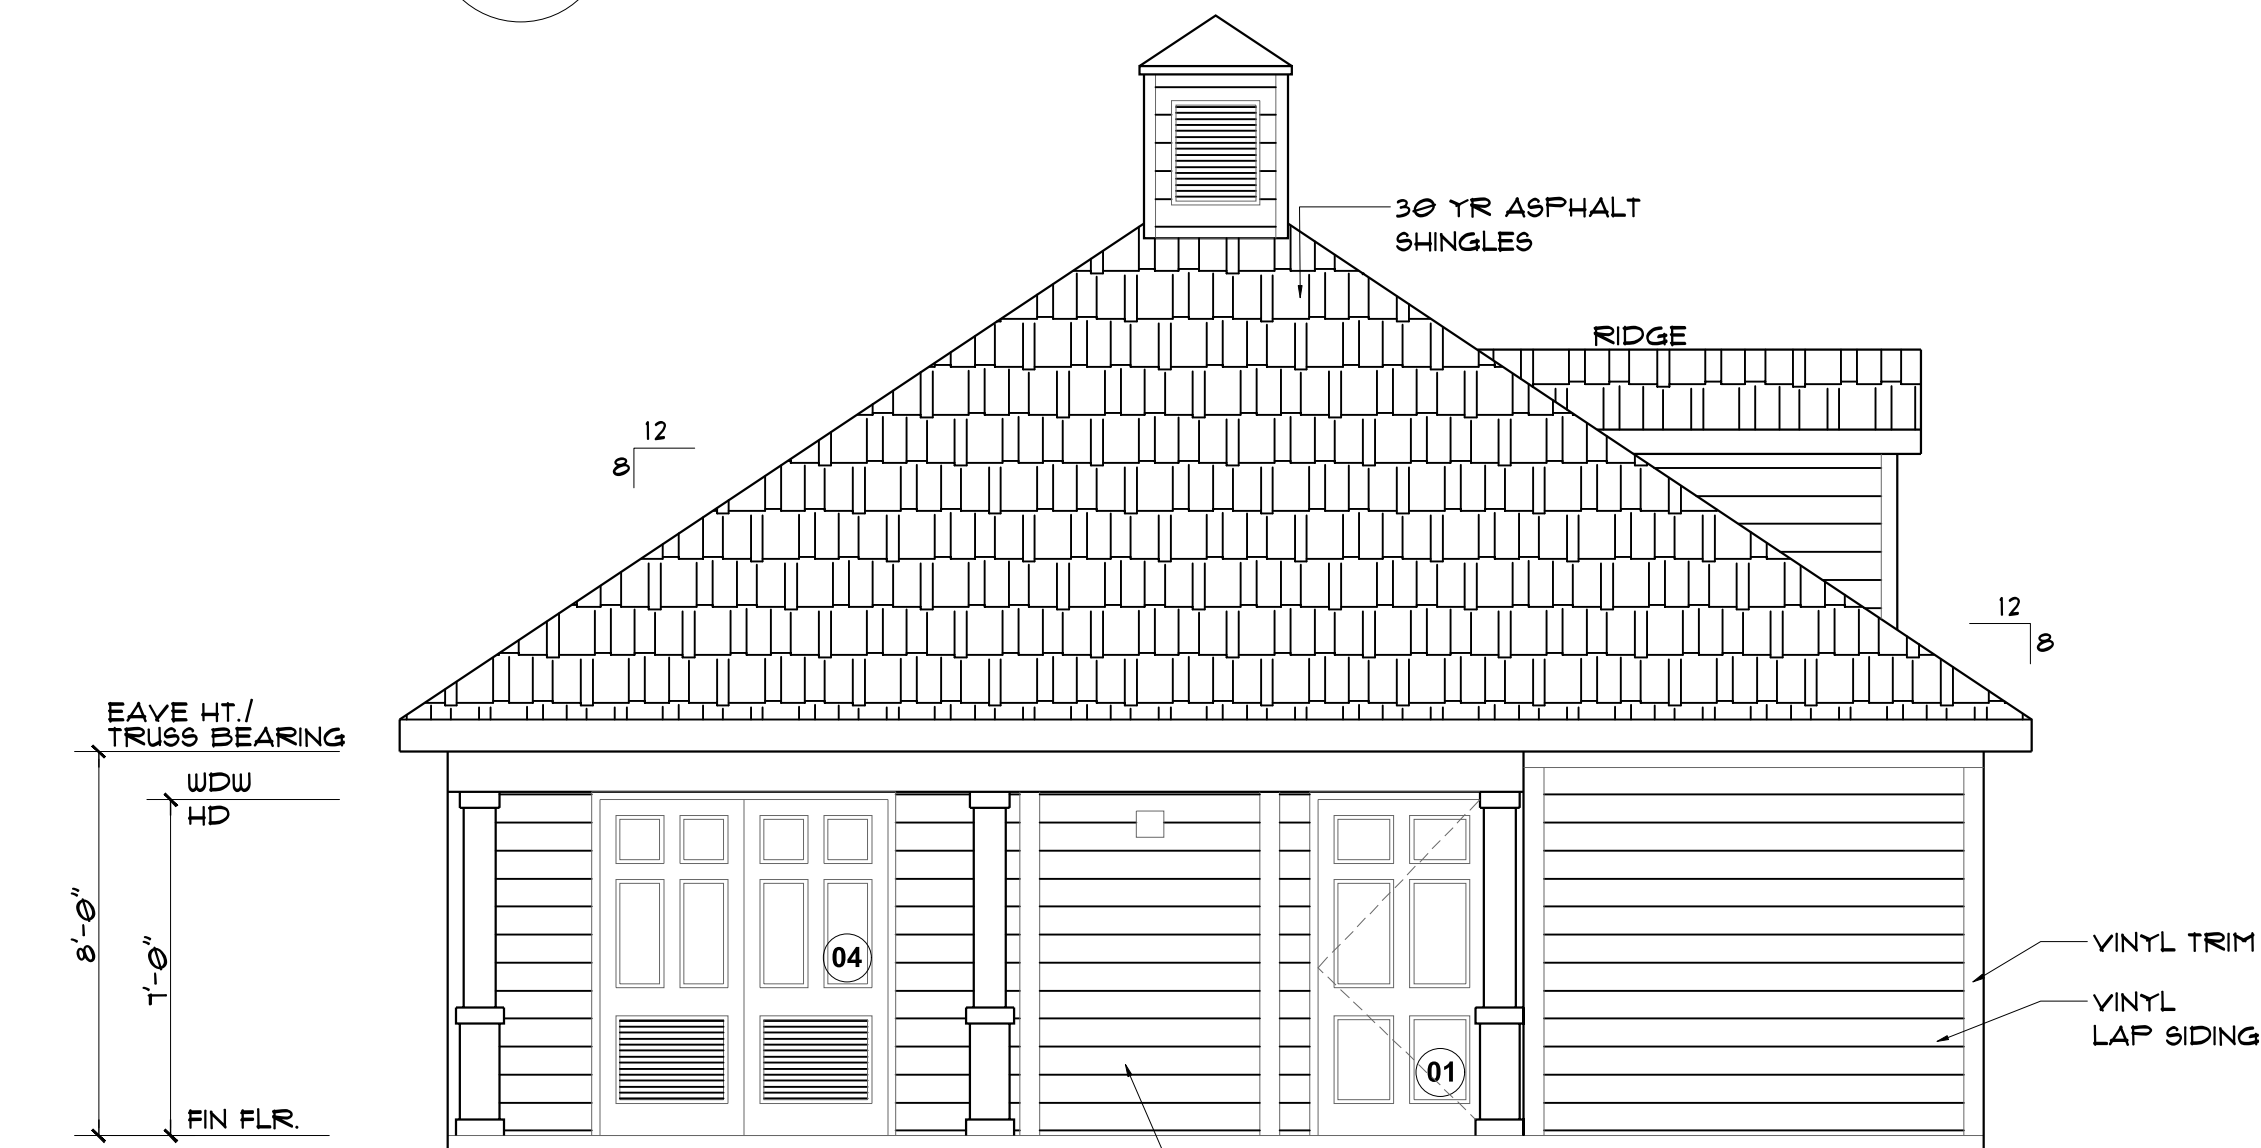 30 YR ASPHALT
SHINGLES
RIDGE
12
8
12
8
EAVE HT./
TRUSS BEARING
WDW
HD
8'-0"
7'-0"
04
VINYL TRIM
VINYL
LAP SIDING
01
FIN FLR.